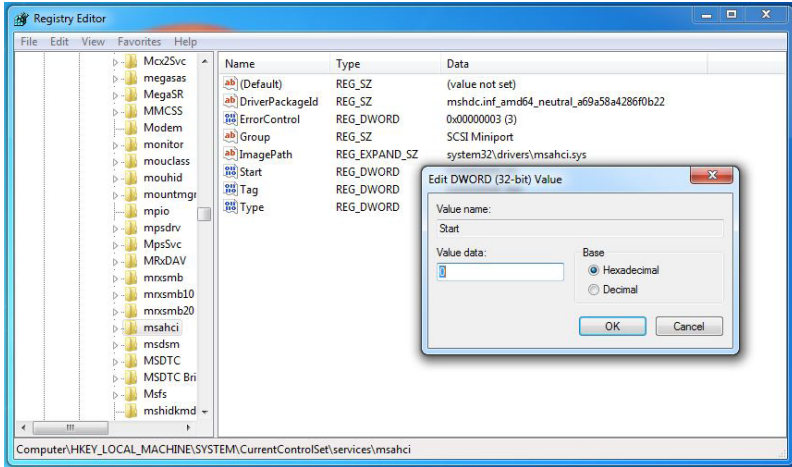 Registry Editor
File Edit View Favorites Help
Mcx2Svc
megasas
MegaSR
MMCSS
Modem
monitor
mouclass
mouhid
mountmgr
mpio
mpsdrv
MpsSvc
MRxDAV
mrxsmb
mrxsmb10
mrxsmb20
msahci
msdsm
MSDTC
MSDTC Bri
Msfs
mshidkmd
Name Type Data
(Default) REG_SZ (value not set)
DriverPackageId REG_SZ mshdc.inf_amd64_neutral_a69a58a4286f0b22
ErrorControl REG_DWORD 0x00000003 (3)
Group REG_SZ SCSI Miniport
ImagePath REG_EXPAND_SZ system32\drivers\msahci.sys
Start REG_DWORD
Tag REG_DWORD
Type REG_DWORD
Edit DWORD (32-bit) Value
Value name:
Start
Value data:
0
Base
Hexadecimal
Decimal
OK Cancel
Computer\HKEY_LOCAL_MACHINE\SYSTEM\CurrentControlSet\services\msahci